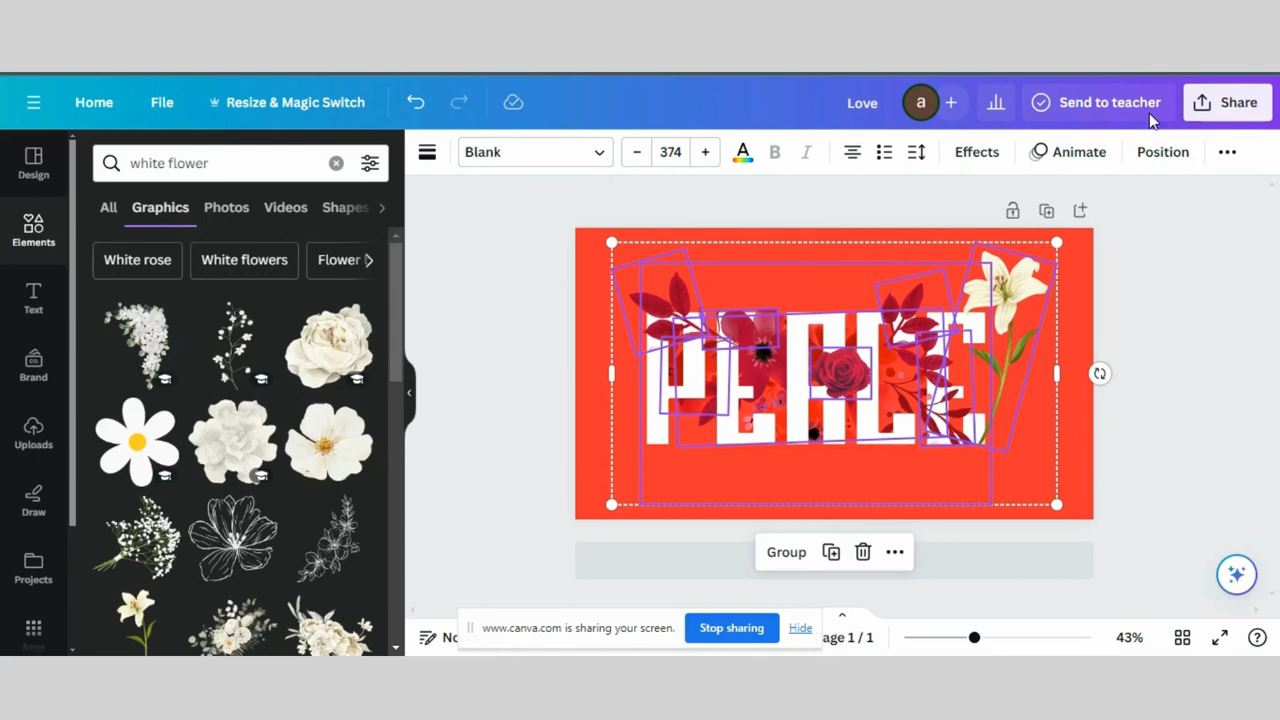 Home
File
Resize & Magic Switch
Love
a
Send to teacher
Share
Design
Elements
Text
Brand
Uploads
Draw
Projects
Apps
white flower
All
Graphics
Photos
Videos
Shapes
White rose
White flowers
Flower
Blank
374
A
B
I
Effects
Animate
Position
PEACE
Group
www.canva.com is sharing your screen.
Stop sharing
Hide
age 1 / 1
43%